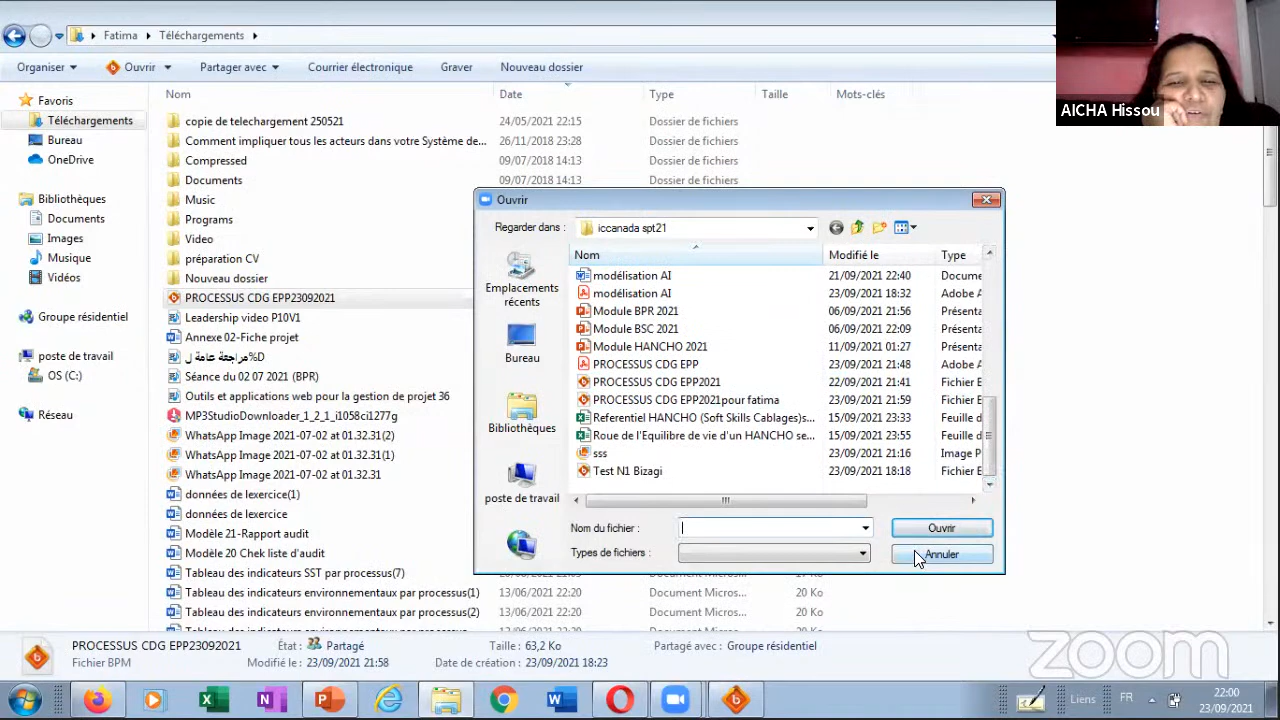 Fatima
Téléchargements
Organiser
Ouvrir
Partager avec
Courrier électronique
Graver
Nouveau dossier
AICHA Hissou
Favoris
Téléchargements
Bureau
OneDrive
Bibliothèques
Documents
Images
Musique
Vidéos
Groupe résidentiel
poste de travail
OS (C:)
Réseau
Nom Date Type Taille Mots-clés
copie de telechargement 250521 24/05/2021 22:15 Dossier de fichiers
Comment impliquer tous les acteurs dans votre Système de... 26/11/2018 23:28 Dossier de fichiers
Compressed 09/07/2018 14:13 Dossier de fichiers
Documents 09/07/2018 14:13 Dossier de fichiers
Music
Programs
Video
préparation CV
Nouveau dossier
PROCESSUS CDG EPP23092021
Leadership video P10V1
Annexe 02-Fiche projet
مراجعة عامة ل%D
Séance du 02 07 2021 (BPR)
Outils et applications web pour la gestion de projet 36
MP3StudioDownloader_1_2_1_i1058ci1277g
WhatsApp Image 2021-07-02 at 01.32.31(2)
WhatsApp Image 2021-07-02 at 01.32.31(1)
WhatsApp Image 2021-07-02 at 01.32.31
données de lexercice(1)
données de lexercice
Modèle 21-Rapport audit
Modèle 20 Chek liste d'audit
Tableau des indicateurs SST par processus(7)
Tableau des indicateurs environnementaux par processus(1) 13/06/2021 22:20 Document Micros... 20 Ko
Tableau des indicateurs environnementaux par processus(2) 13/06/2021 22:20 Document Micros... 20 Ko
Ouvrir
Regarder dans : iccanada spt21
Emplacements récents
Bureau
Bibliothèques
poste de travail
Nom Modifié le Type
modélisation AI 21/09/2021 22:40 Docume
modélisation AI 23/09/2021 18:32 Adobe A
Module BPR 2021 06/09/2021 21:56 Présenta
Module BSC 2021 06/09/2021 22:09 Présenta
Module HANCHO 2021 11/09/2021 01:27 Présenta
PROCESSUS CDG EPP 23/09/2021 21:48 Adobe A
PROCESSUS CDG EPP2021 22/09/2021 21:41 Fichier B
PROCESSUS CDG EPP2021pour fatima 23/09/2021 21:59 Fichier B
Referentiel HANCHO (Soft Skills Cablages)s... 15/09/2021 23:33 Feuille d
Roue de l'Equilibre de vie d'un HANCHO se... 15/09/2021 23:55 Feuille d
sss 23/09/2021 21:16 Image P
Test N1 Bizagi 23/09/2021 18:18 Fichier B
Nom du fichier :
Ouvrir
Types de fichiers :
Annuler
PROCESSUS CDG EPP23092021 État : Partagé Taille : 63,2 Ko Partagé avec : Groupe résidentiel
Fichier BPM Modifié le : 23/09/2021 21:58 Date de création : 23/09/2021 18:23
zoom
Liens
FR
22:00
23/09/2021